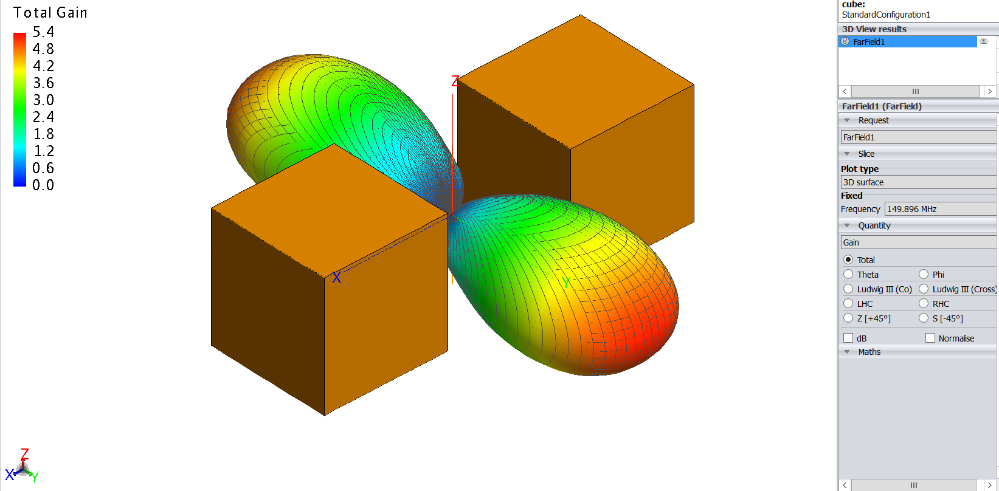 Total Gain
5.4
4.8
4.2
3.6
3.0
2.4
1.8
1.2
0.6
0.0
Z
X
Y
Z
X
Y
cube:
StandardConfiguration1
3D View results
FarField1
FarField1 (FarField)
Request
FarField1
Slice
Plot type
3D surface
Fixed
Frequency 149.896 MHz
Quantity
Gain
Total
Theta Phi
Ludwig III (Co) Ludwig III (Cross)
LHC RHC
Z [+45°] S [-45°]
dB Normalise
Maths